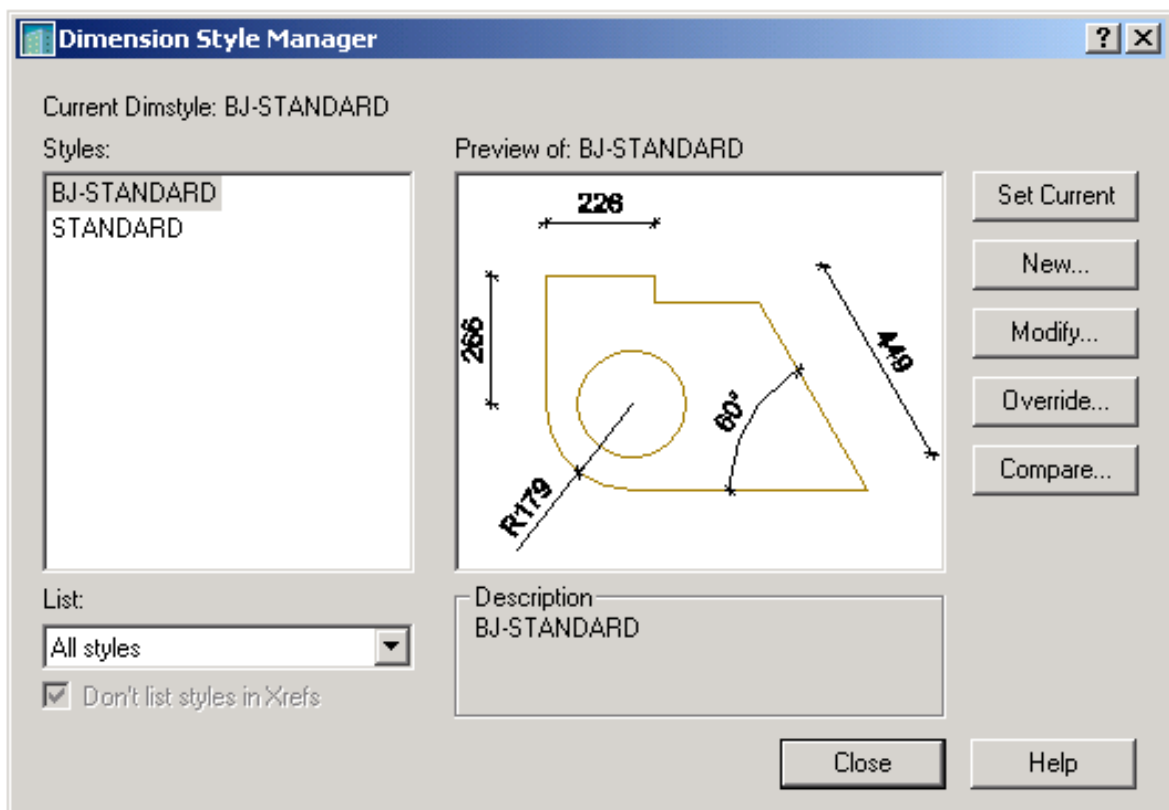 Dimension Style Manager
? X
Current Dimstyle: BJ-STANDARD
Styles:
BJ-STANDARD
STANDARD
List:
All styles
Don't list styles in Xrefs
Preview of: BJ-STANDARD
226
266
449
60°
R179
Description
BJ-STANDARD
Set Current
New...
Modify...
Override...
Compare...
Close
Help